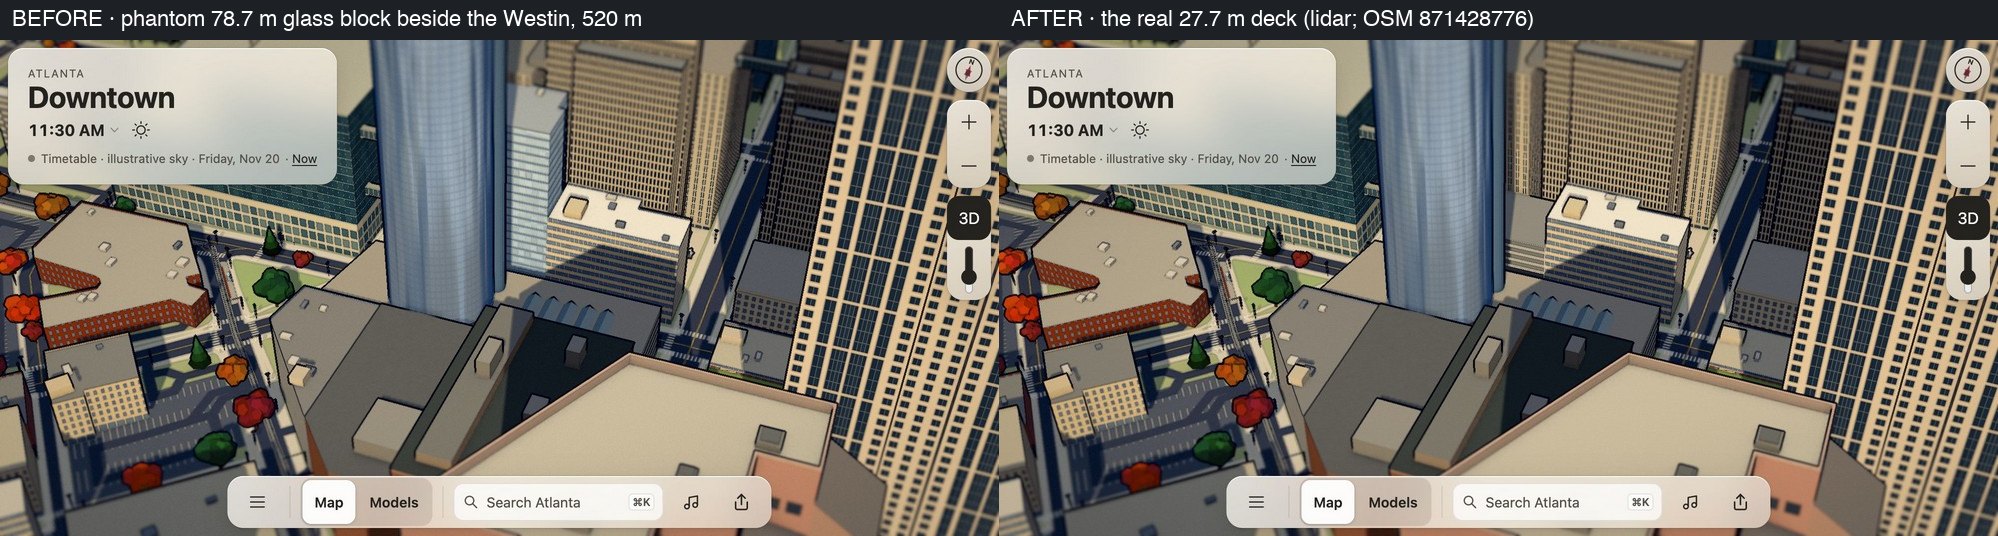 BEFORE · phantom 78.7 m glass block beside the Westin, 520 m
ATLANTA
Downtown
11:30 AM
Timetable · illustrative sky · Friday, Nov 20 · Now
N
+
−
3D
Map
Models
Search Atlanta
⌘K
AFTER · the real 27.7 m deck (lidar; OSM 871428776)
ATLANTA
Downtown
11:30 AM
Timetable · illustrative sky · Friday, Nov 20 · Now
N
+
−
3D
Map
Models
Search Atlanta
⌘K